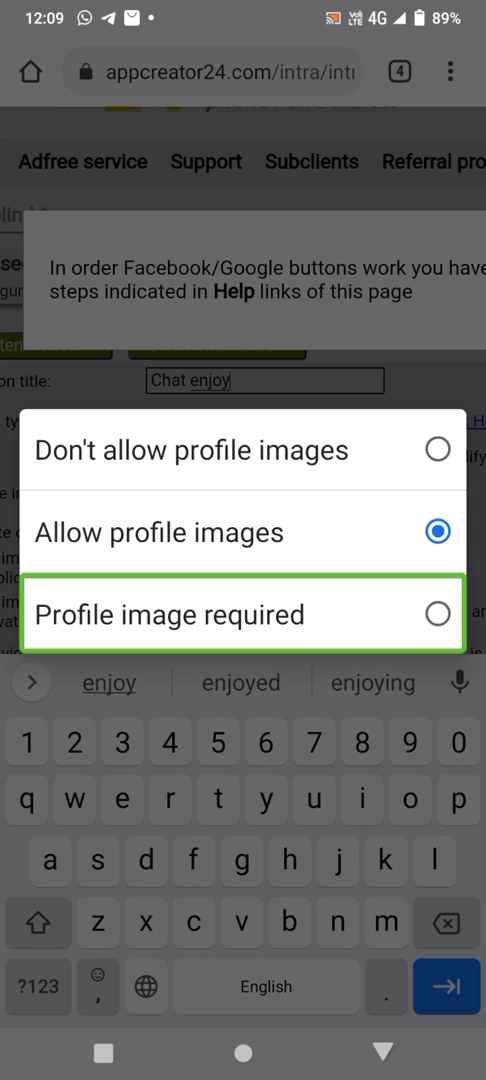 12:09
Vo)
LTE 4G 89%
appcreator24.com/intra/intr
4
Adfree service Support Subclients Referral pro
In order Facebook/Google buttons work you have
steps indicated in Help links of this page
on title: Chat enjoy
Don't allow profile images
Allow profile images
Profile image required
enjoy enjoyed enjoying
1 2 3 4 5 6 7 8 9 0
q w e r t y u i o p
a s d f g h j k l
z x c v b n m
?123 , English .